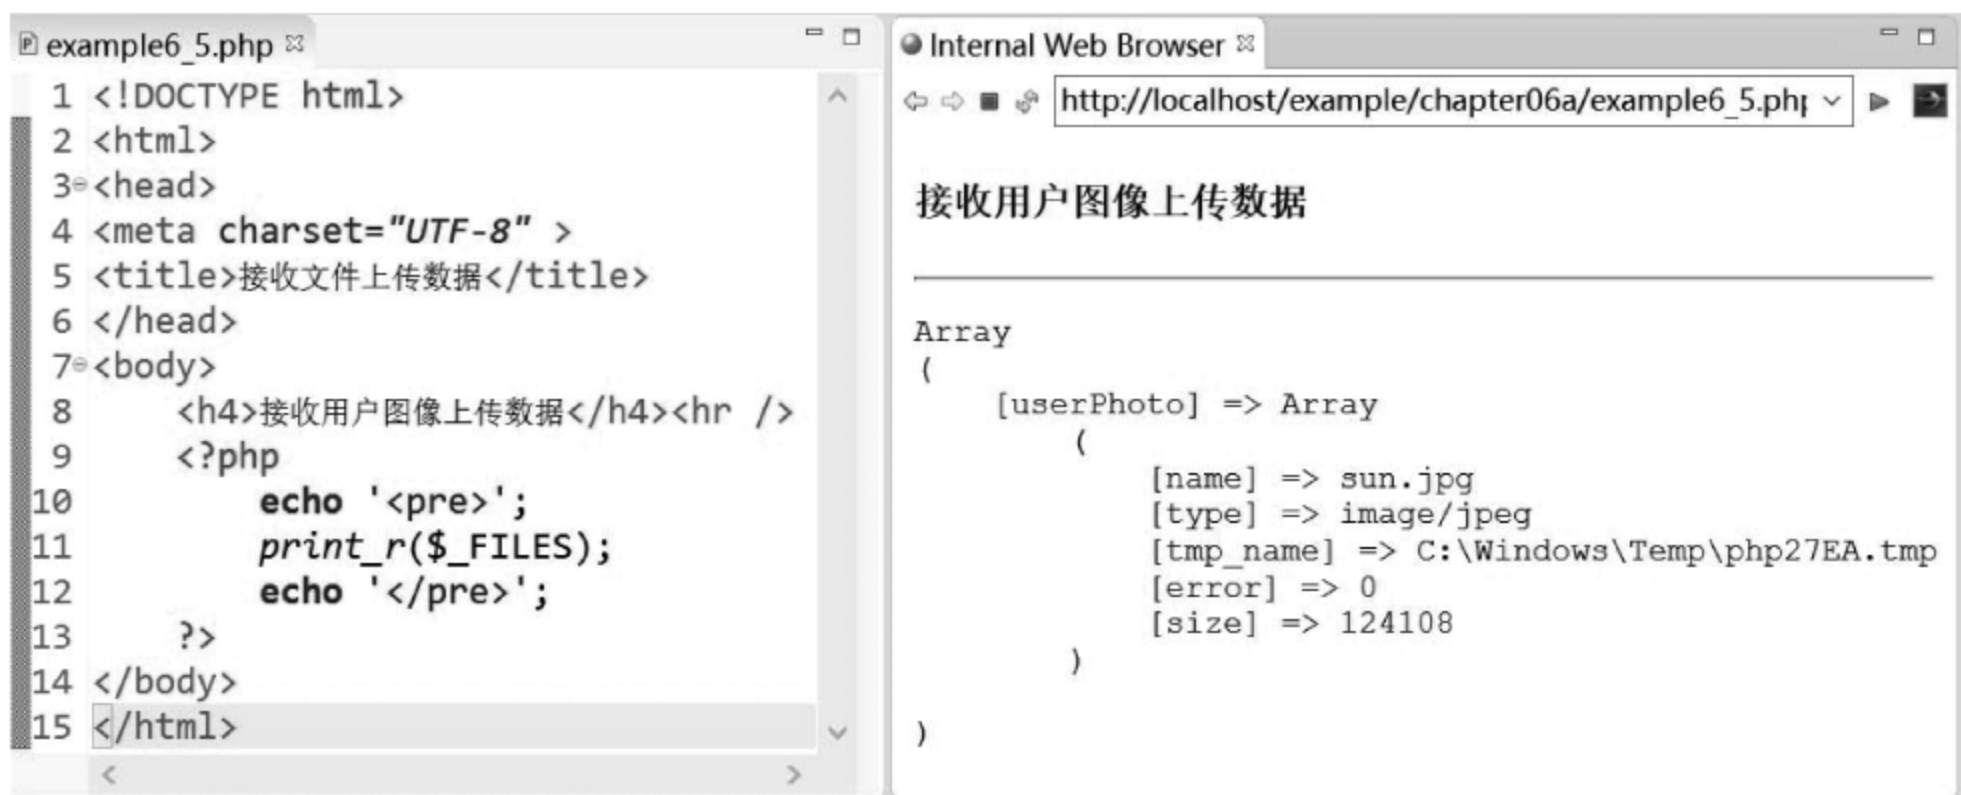 example6_5.php
1 <!DOCTYPE html>
2 <html>
3 <head>
4 <meta charset="UTF-8" >
5 <title>接收文件上传数据</title>
6 </head>
7 <body>
8     <h4>接收用户图像上传数据</h4><hr />
9     <?php
10         echo '<pre>';
11         print_r($_FILES);
12         echo '</pre>';
13     ?>
14 </body>
15 </html>
Internal Web Browser
http://localhost/example/chapter06a/example6_5.php
接收用户图像上传数据
Array
(
    [userPhoto] => Array
        (
            [name] => sun.jpg
            [type] => image/jpeg
            [tmp_name] => C:\Windows\Temp\php27EA.tmp
            [error] => 0
            [size] => 124108
        )
)